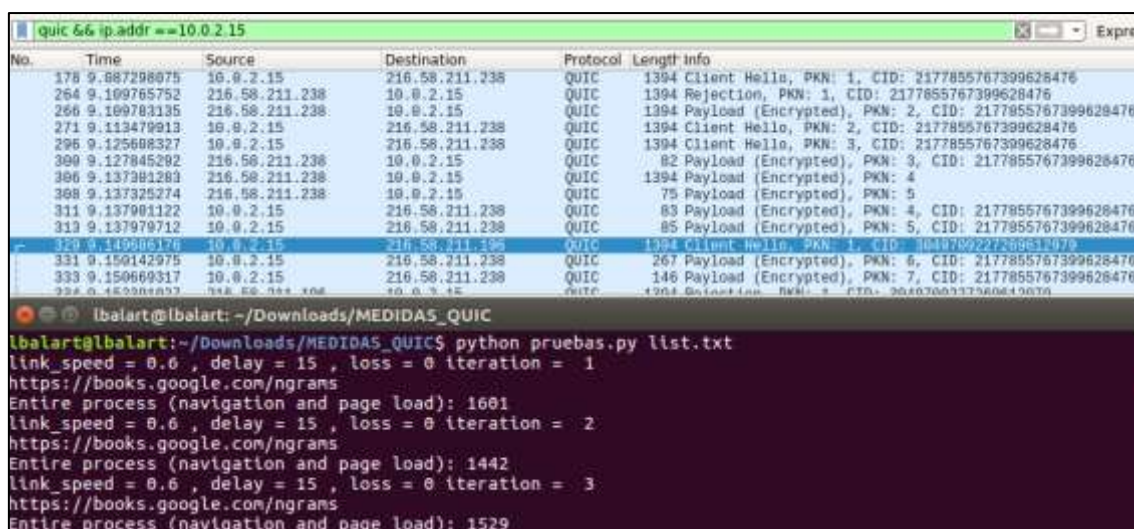 quic && ip.addr ==10.0.2.15 Expre
No. Time Source Destination Protocol Length Info
178 9.087298075 10.0.2.15 216.58.211.238 QUIC 1394 Client Hello, PKN: 1, CID: 2177855767399628476
264 9.109765752 216.58.211.238 10.0.2.15 QUIC 1394 Rejection, PKN: 1, CID: 2177855767399628476
266 9.109783135 216.58.211.238 10.0.2.15 QUIC 1394 Payload (Encrypted), PKN: 2, CID: 2177855767399628476
271 9.113479913 10.0.2.15 216.58.211.238 QUIC 1394 Client Hello, PKN: 2, CID: 2177855767399628476
296 9.125608327 10.0.2.15 216.58.211.238 QUIC 1394 Client Hello, PKN: 3, CID: 2177855767399628476
300 9.127845292 216.58.211.238 10.0.2.15 QUIC 82 Payload (Encrypted), PKN: 3, CID: 2177855767399628476
306 9.137301283 216.58.211.238 10.0.2.15 QUIC 1394 Payload (Encrypted), PKN: 4
308 9.137325274 216.58.211.238 10.0.2.15 QUIC 75 Payload (Encrypted), PKN: 5
311 9.137901122 10.0.2.15 216.58.211.238 QUIC 83 Payload (Encrypted), PKN: 4, CID: 2177855767399628476
313 9.137979712 10.0.2.15 216.58.211.238 QUIC 85 Payload (Encrypted), PKN: 5, CID: 2177855767399628476
329 9.149686176 10.0.2.15 216.58.211.196 QUIC 1394 Client Hello, PKN: 1, CID: 3049709227269612979
331 9.150142975 10.0.2.15 216.58.211.238 QUIC 267 Payload (Encrypted), PKN: 6, CID: 2177855767399628476
333 9.150669317 10.0.2.15 216.58.211.238 QUIC 146 Payload (Encrypted), PKN: 7, CID: 2177855767399628476
lbalart@lbalart: ~/Downloads/MEDIDAS_QUIC
lbalart@lbalart:~/Downloads/MEDIDAS_QUIC$ python pruebas.py list.txt
link_speed = 0.6 , delay = 15 , loss = 0 iteration =  1
https://books.google.com/ngrams
Entire process (navigation and page load): 1601
link_speed = 0.6 , delay = 15 , loss = 0 iteration =  2
https://books.google.com/ngrams
Entire process (navigation and page load): 1442
link_speed = 0.6 , delay = 15 , loss = 0 iteration =  3
https://books.google.com/ngrams
Entire process (navigation and page load): 1529